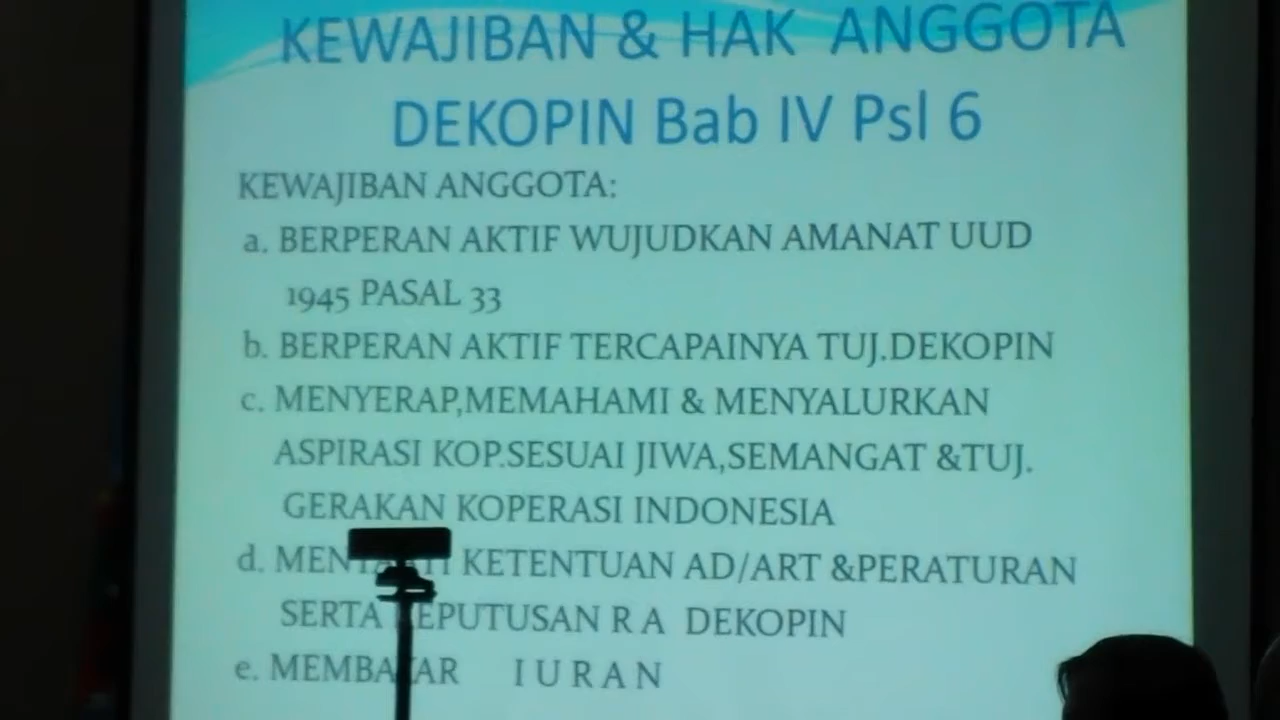 KEWAJIBAN & HAK ANGGOTA
DEKOPIN Bab IV Psl 6
KEWAJIBAN ANGGOTA:
a. BERPERAN AKTIF WUJUDKAN AMANAT UUD
1945 PASAL 33
b. BERPERAN AKTIF TERCAPAINYA TUJ.DEKOPIN
c. MENYERAP,MEMAHAMI & MENYALURKAN
ASPIRASI KOP.SESUAI JIWA,SEMANGAT &TUJ.
GERAKAN KOPERASI INDONESIA
d. KETENTUAN AD/ART &PERATURAN
SERTA KEPUTUSAN R A DEKOPIN
e. MEMBAYAR I U R A N